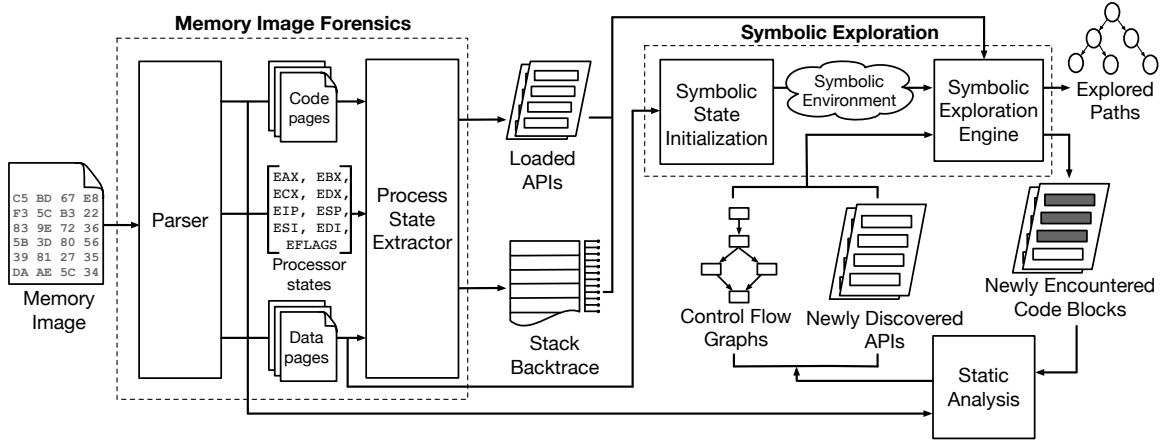 Memory Image Forensics
Symbolic Exploration
Parser
Code
pages
EAX, EBX,
ECX, EDX,
EIP, ESP,
ESI, EDI,
EFLAGS
Processor
states
Data
pages
Process
State
Extractor
C5 BD 67 E8
F3 5C B3 22
83 9E 72 36
5B 3D 80 56
39 81 27 35
DA AE 5C 34
Memory
Image
Loaded
APIs
Stack
Backtrace
Symbolic
State
Initialization
Symbolic
Environment
Symbolic
Exploration
Engine
Explored
Paths
Control Flow
Graphs
Newly Discovered
APIs
Newly Encountered
Code Blocks
Static
Analysis